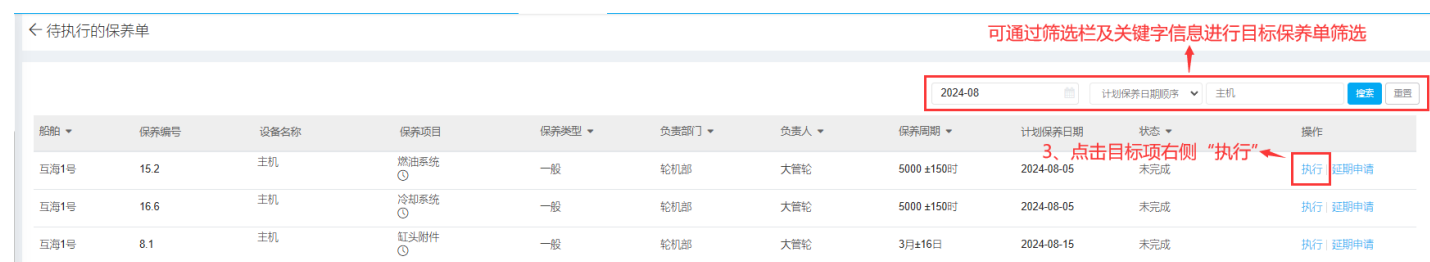 待执行的保养单
可通过筛选栏及关键字信息进行目标保养单筛选
2024-08 计划保养日期顺序 主机 搜索 重置
船舶 保养编号 设备名称 保养项目 保养类型 负责部门 负责人 保养周期 计划保养日期 状态 操作
3、点击目标项右侧“执行”
互海1号 15.2 主机 燃油系统 一般 轮机部 大管轮 5000 ±150时 2024-08-05 未完成 执行 | 延期申请
互海1号 16.6 主机 冷却系统 一般 轮机部 大管轮 5000 ±150时 2024-08-05 未完成 执行 | 延期申请
互海1号 8.1 主机 缸头附件 一般 轮机部 大管轮 3月±16日 2024-08-15 未完成 执行 | 延期申请